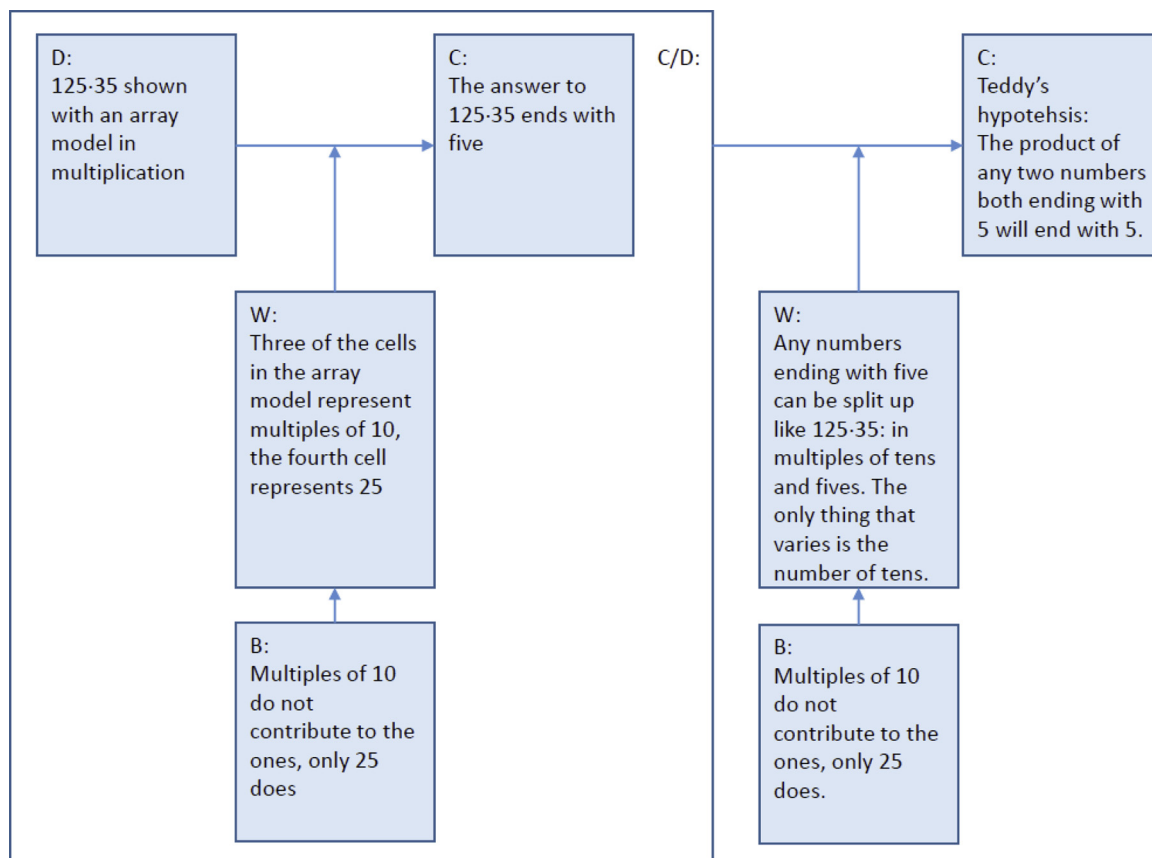 D:
125·35 shown
with an array
model in
multiplication
C:
The answer to
125·35 ends with
five
C/D:
C:
Teddy's
hypotehsis:
The product of
any two numbers
both ending with
5 will end with 5.
W:
Three of the cells
in the array
model represent
multiples of 10,
the fourth cell
represents 25
W:
Any numbers
ending with five
can be split up
like 125·35: in
multiples of tens
and fives. The
only thing that
varies is the
number of tens.
B:
Multiples of 10
do not
contribute to the
ones, only 25
does
B:
Multiples of 10
do not
contribute to the
ones, only 25
does.